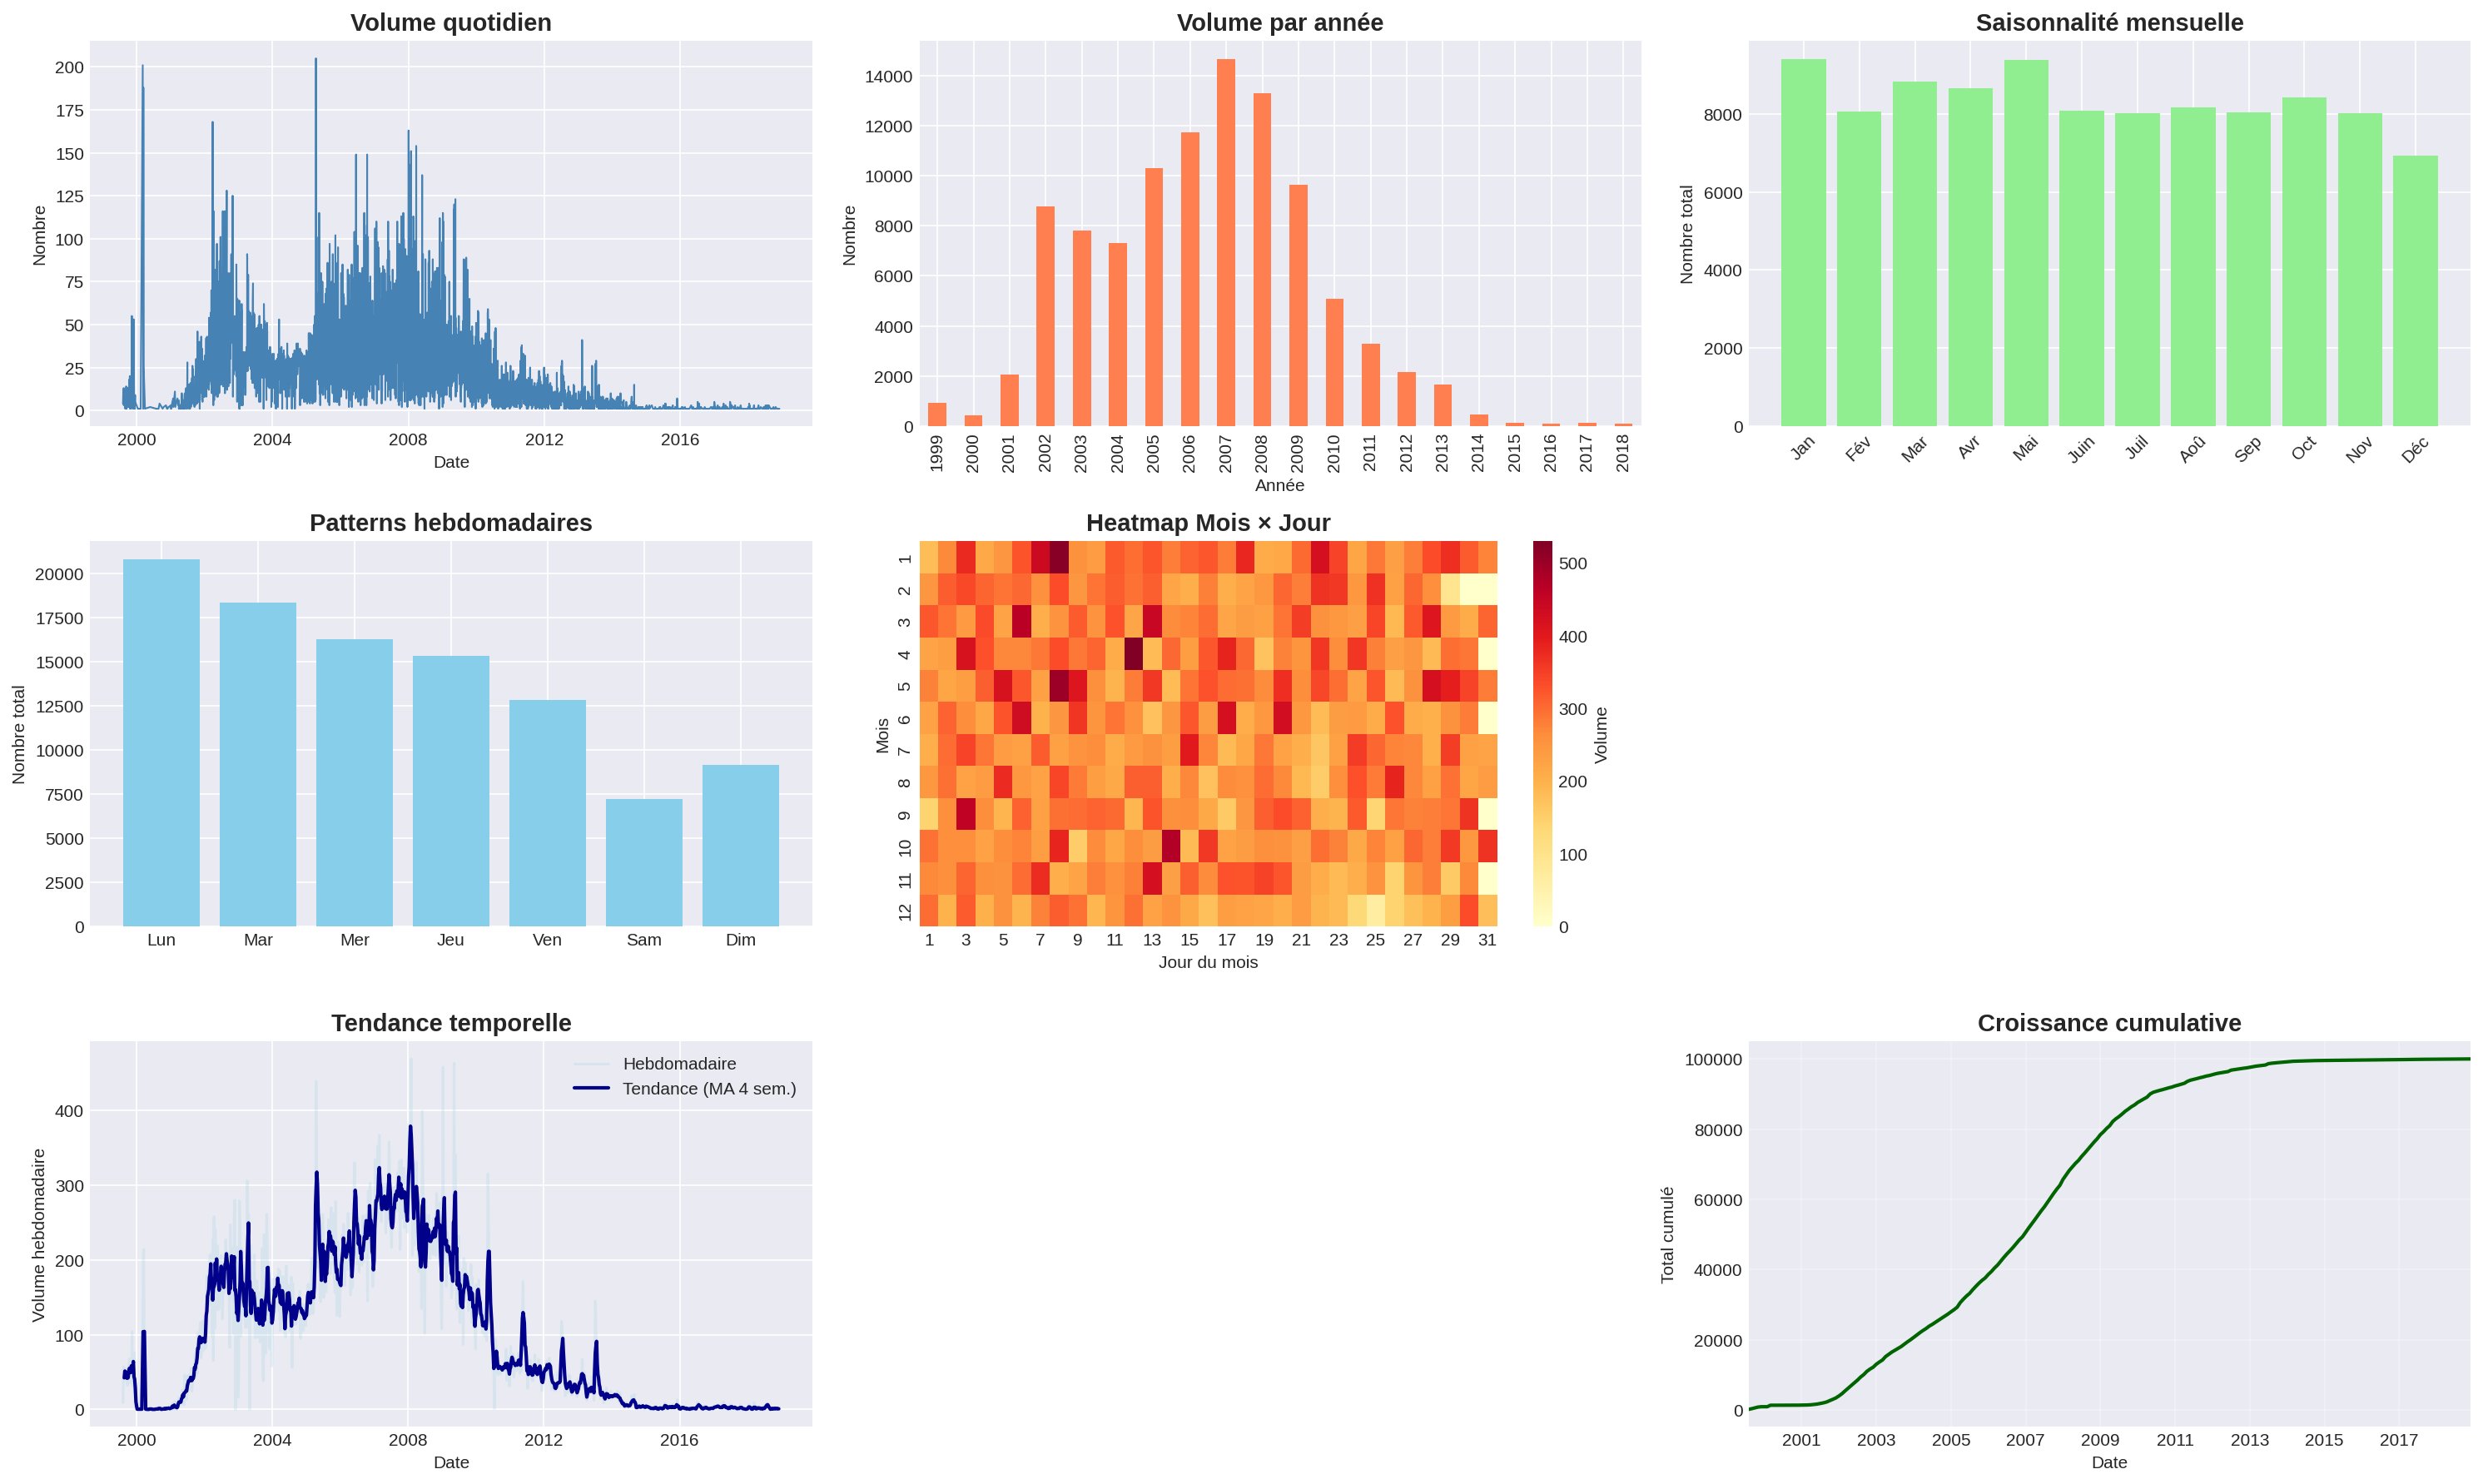 Volume quotidien
Nombre
200
175
150
125
100
75
50
25
0
2000 2004 2008 2012 2016
Date
Volume par année
Nombre
14000
12000
10000
8000
6000
4000
2000
0
1999 2000 2001 2002 2003 2004 2005 2006 2007 2008 2009 2010 2011 2012 2013 2014 2015 2016 2017 2018
Année
Saisonnalité mensuelle
Nombre total
8000
6000
4000
2000
0
Jan Fév Mar Avr Mai Juin Juil Aoû Sep Oct Nov Déc
Patterns hebdomadaires
Nombre total
20000
17500
15000
12500
10000
7500
5000
2500
0
Lun Mar Mer Jeu Ven Sam Dim
Heatmap Mois × Jour
Mois
1
2
3
4
5
6
7
8
9
10
11
12
1 3 5 7 9 11 13 15 17 19 21 23 25 27 29 31
Jour du mois
500
400
300
200
100
0
Volume
Tendance temporelle
Hebdomadaire
Tendance (MA 4 sem.)
Volume hebdomadaire
400
300
200
100
0
2000 2004 2008 2012 2016
Date
Croissance cumulative
Total cumulé
100000
80000
60000
40000
20000
0
2001 2003 2005 2007 2009 2011 2013 2015 2017
Date